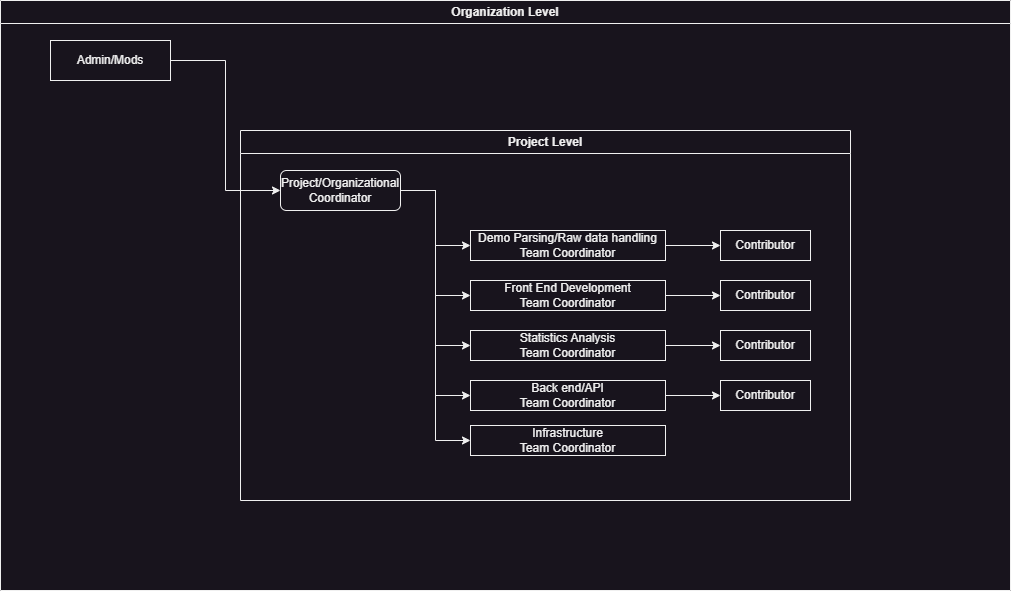 Organization Level
Admin/Mods
Project Level
Project/Organizational
Coordinator
Demo Parsing/Raw data handling
Team Coordinator
Contributor
Front End Development
Team Coordinator
Contributor
Statistics Analysis
Team Coordinator
Contributor
Back end/API
Team Coordinator
Contributor
Infrastructure
Team Coordinator